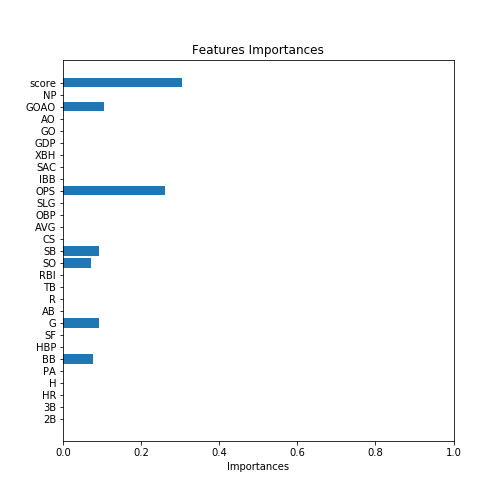 Features Importances
score
NP
GOAO
AO
GO
GDP
XBH
SAC
IBB
OPS
SLG
OBP
AVG
CS
SB
SO
RBI
TB
R
AB
G
SF
HBP
BB
PA
H
HR
3B
2B
0.0 0.2 0.4 0.6 0.8 1.0
Importances